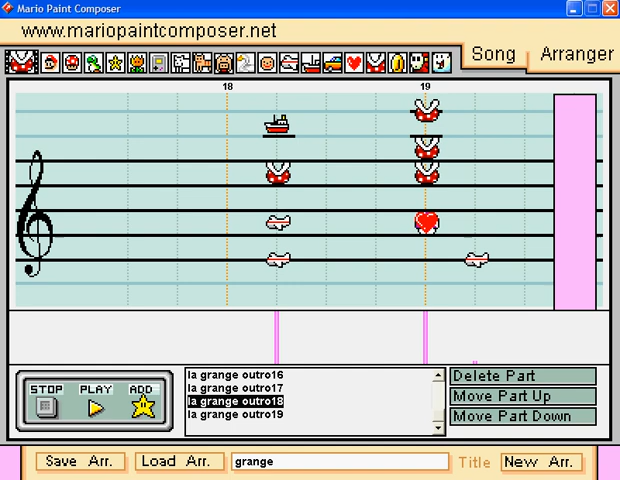 Mario Paint Composer
www.mariopaintcomposer.net
Song
Arranger
18 19
STOP PLAY ADD
la grange outro16
la grange outro17
la grange outro18
la grange outro19
Delete Part
Move Part Up
Move Part Down
Save Arr.
Load Arr.
grange
Title
New Arr.